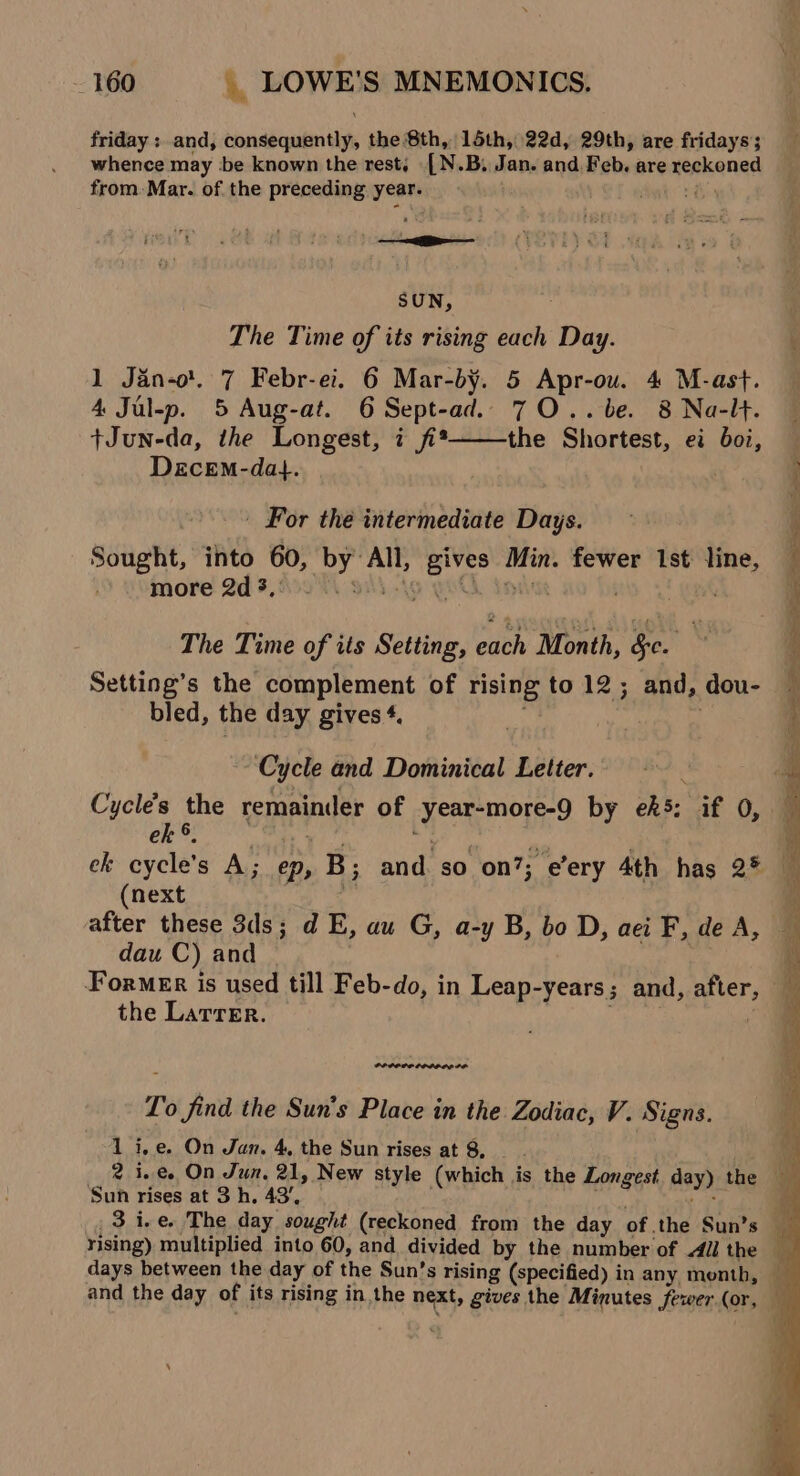 160 LOWE'S MNEMONICS.
friday: and, consequently, the 8th, 15th, 22d, 29th, are fridays;
whence may be known the rest. [N.B. Jan. and Feb. are reckoned
from Mar. of the preceding year.
SUN,
The Time of its rising each Day.
1 Jăn-o¹. 7 Febr-ei. 6 Mar-bȳ. 5 Apr-ou. 4 M-ast.
4 Jŭl-p. 5 Aug-at. 6 Sept-ad. 7 O..be. 8 Na-lt.
†Jun-da, the Longest, i fi²——the Shortest, ei boi,
Decem-da‡.
For the intermediate Days.
Sought, into 60, by All, gives Min. fewer 1st line,
more 2d ³.
The Time of its Setting, each Month, &c.
Setting's the complement of rising to 12; and, dou-
bled, the day gives⁴.
Cycle and Dominical Letter.
Cycle's the remainder of year-more-9 by ek⁵: if 0,
ek⁶.
ek cycle's A; ep, B; and so on⁷; e'ery 4th has 2⁸
(next
after these 3ds; d E, au G, a-y B, bo D, aei F, de A,
dau C) and
Former is used till Feb-do, in Leap-years; and, after,
the Latter.
To find the Sun's Place in the Zodiac, V. Signs.
1 i. e. On Jan. 4, the Sun rises at 8.
2 i. e. On Jun. 21, New style (which is the Longest day) the
Sun rises at 3 h. 43'.
3 i. e. The day sought (reckoned from the day of the Sun's
rising) multiplied into 60, and divided by the number of All the
days between the day of the Sun's rising (specified) in any month,
and the day of its rising in the next, gives the Minutes fewer (or,